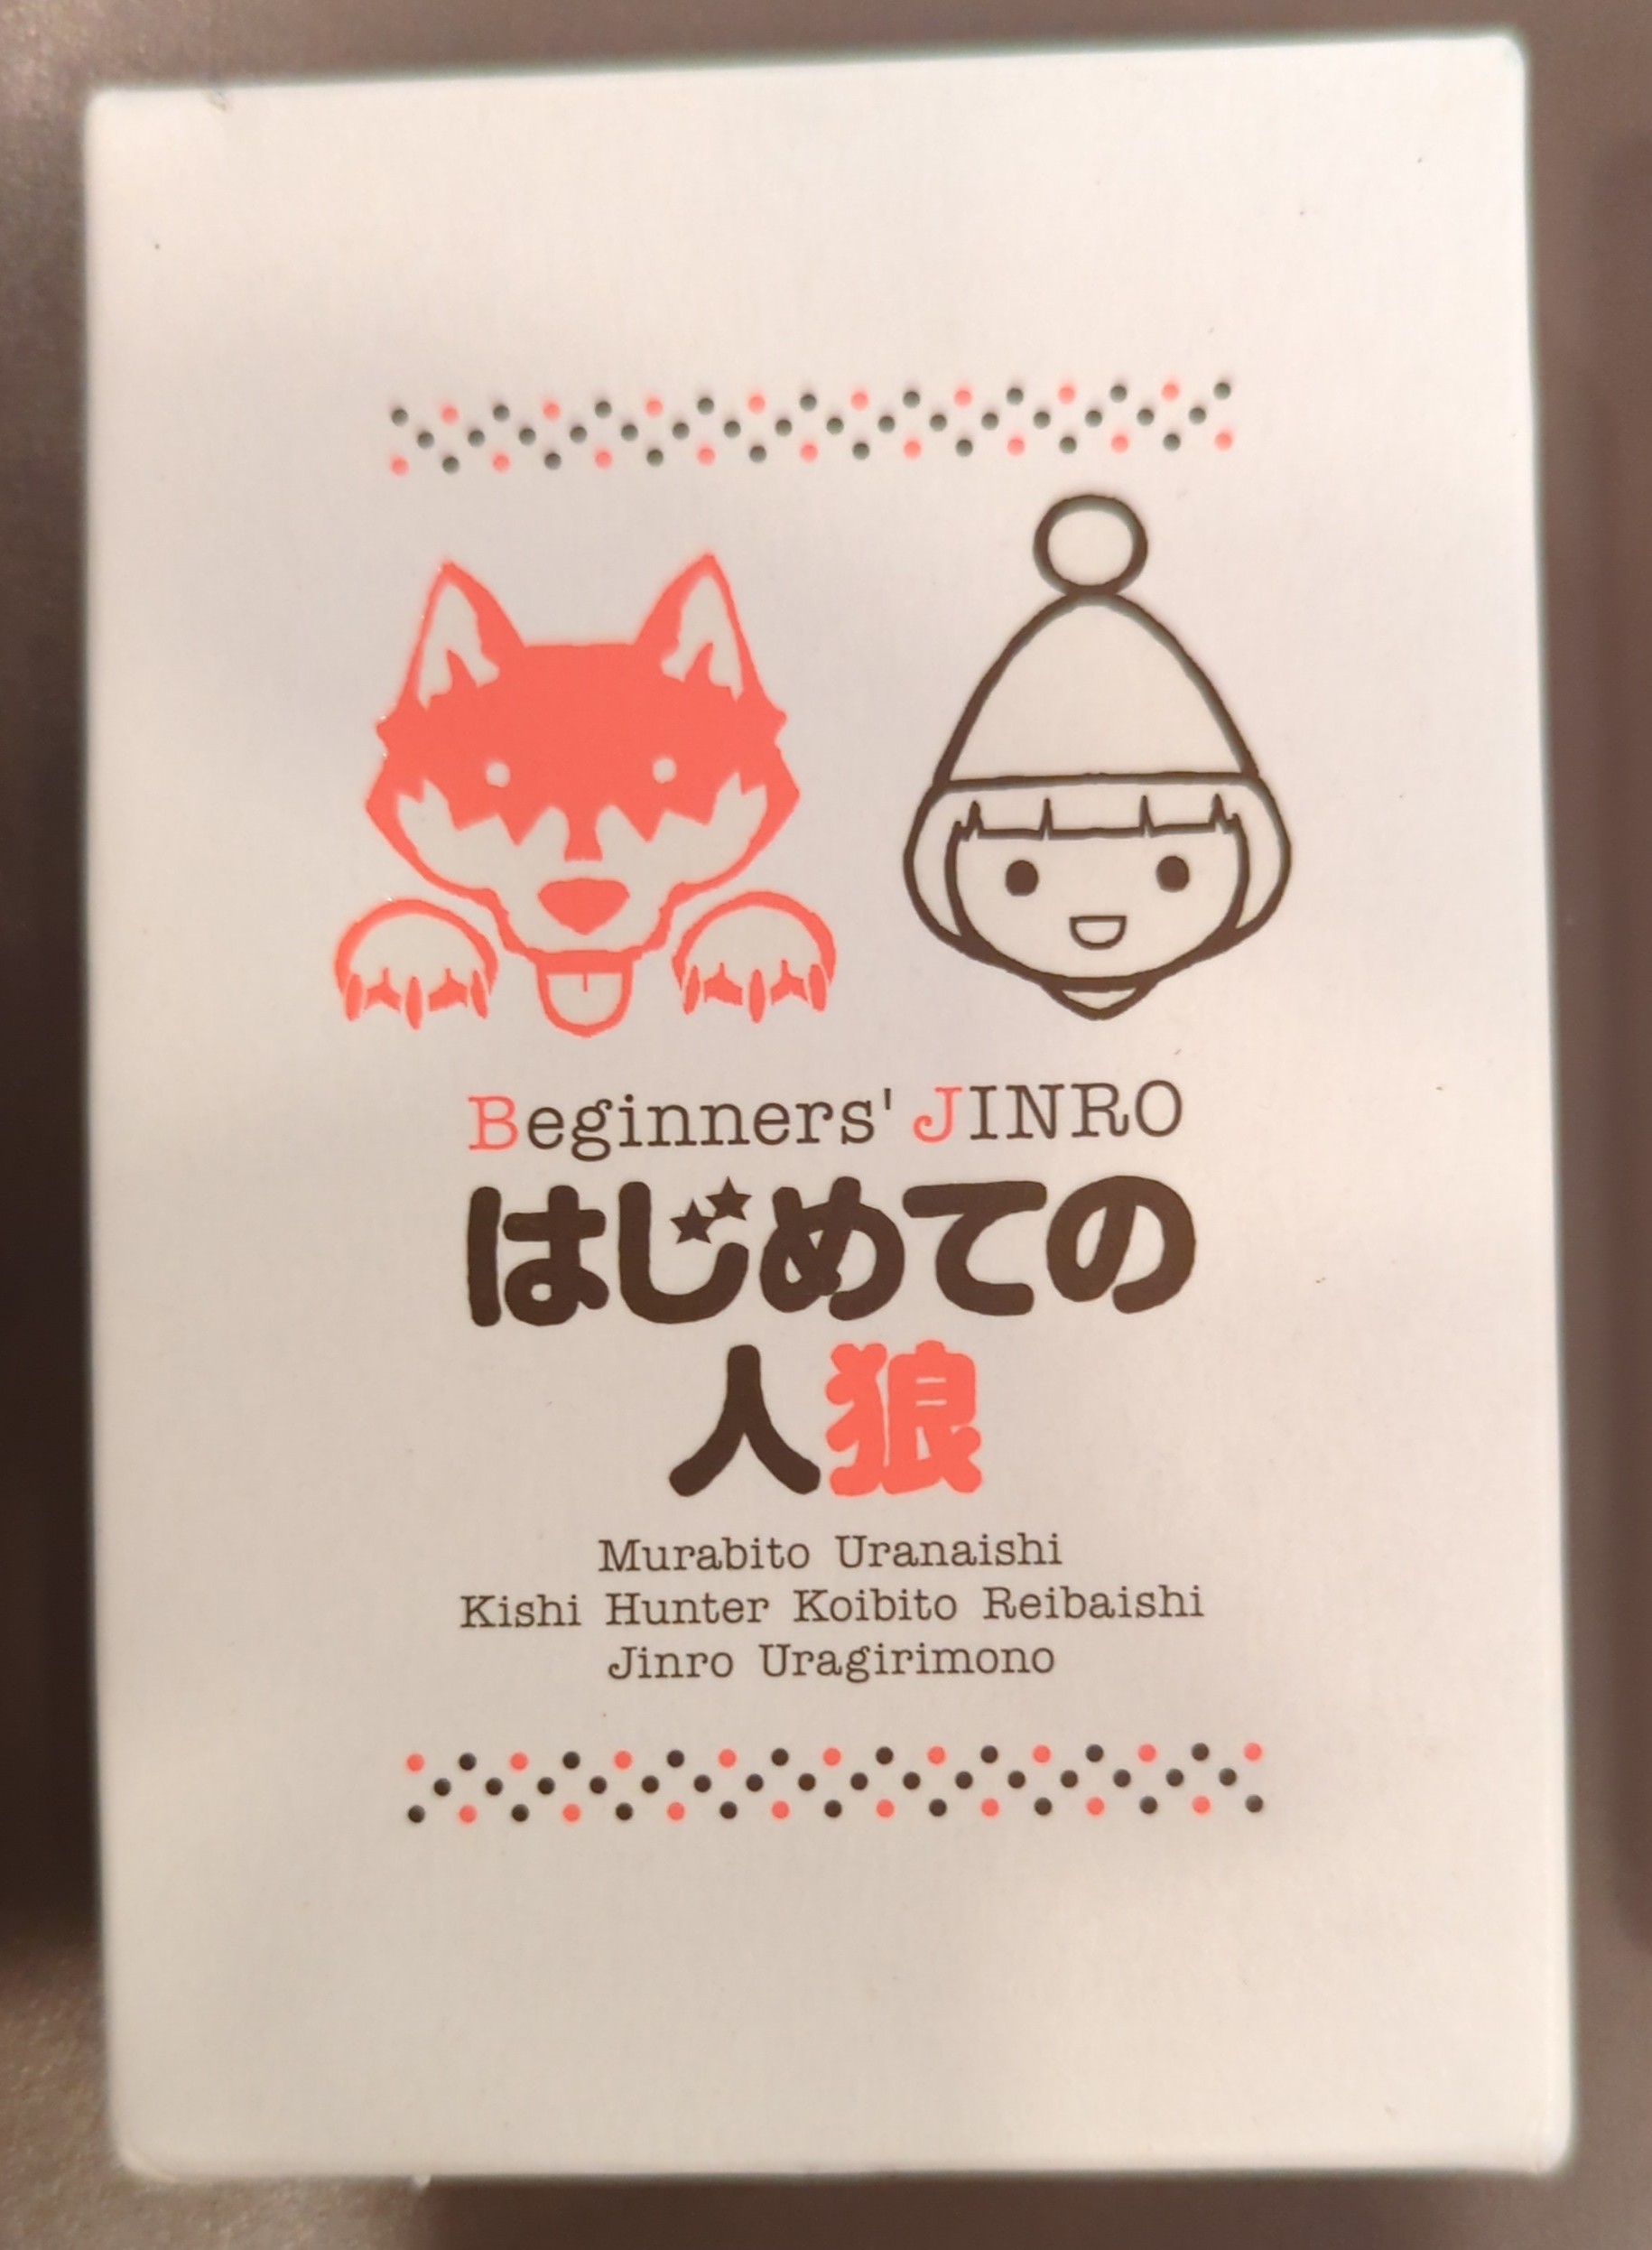 Beginners' JINRO
はじめての
人狼
Murabito Uranaishi
Kishi Hunter Koibito Reibaishi
Jinro Uragirimono